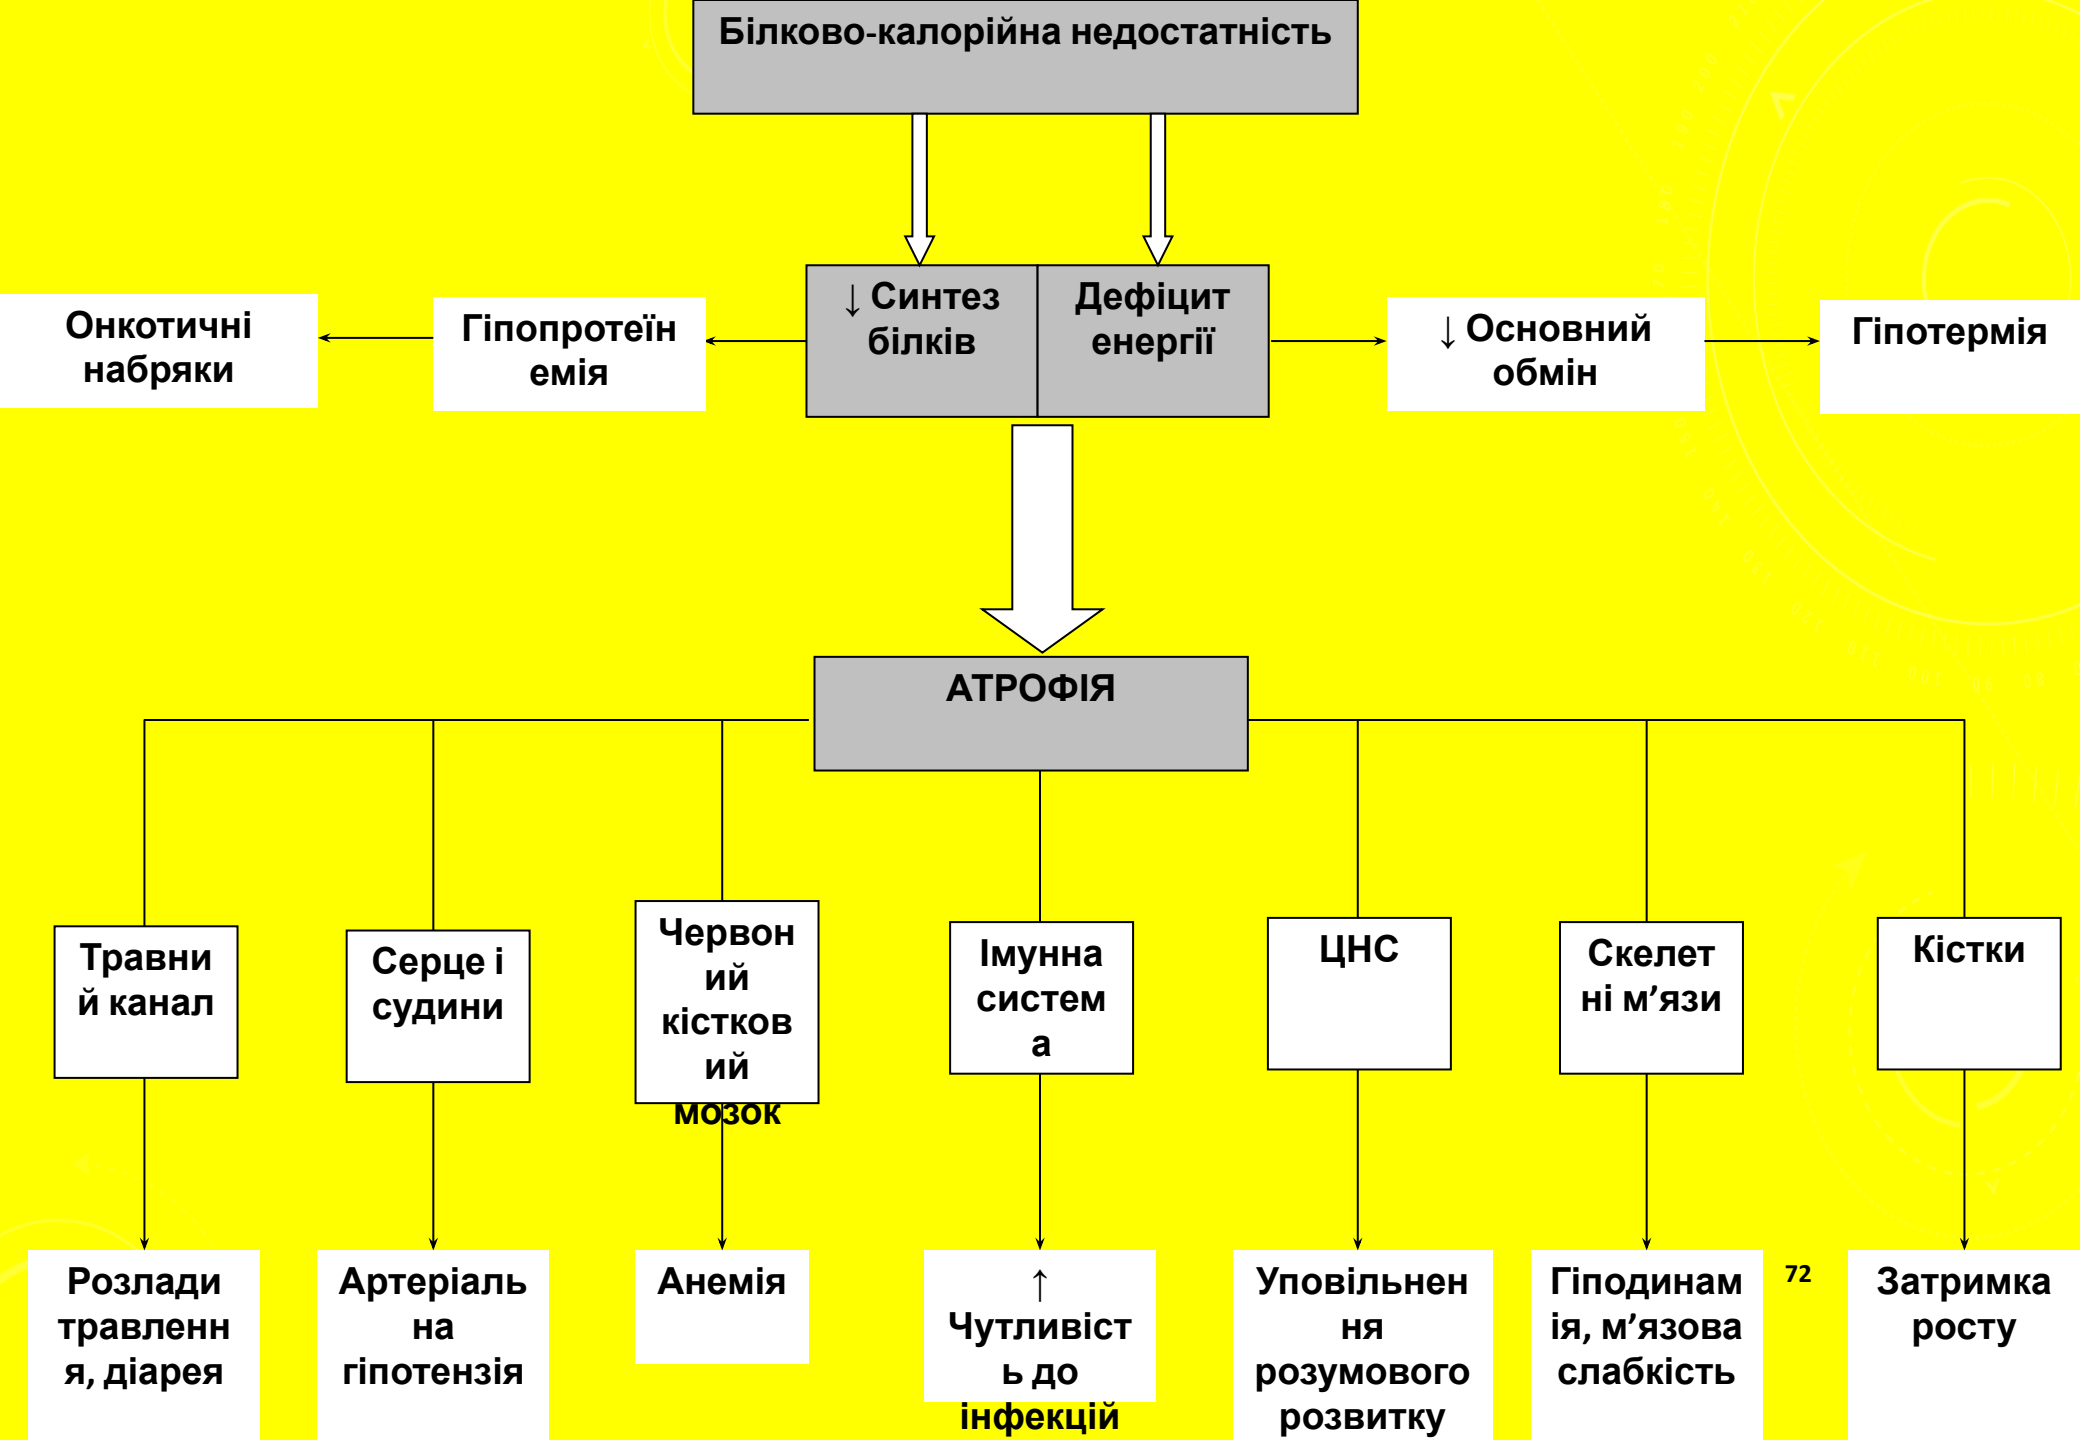 Білково-калорійна недостатність
Онкотичні
набряки
Гіпопротеїн
емія
↓ Синтез
білків
Дефіцит
енергії
↓ Основний
обмін
Гіпотермія
АТРОФІЯ
Травни
й канал
Серце і
судини
Червон
ий
кістков
ий
мозок
Імунна
систем
а
ЦНС
Скелет
ні м’язи
Кістки
Розлади
травленн
я, діарея
Артеріаль
на
гіпотензія
Анемія
↑
Чутливіст
ь до
інфекцій
Уповільнен
ня
розумового
розвитку
Гіподинам
ія, м’язова
слабкість
72
Затримка
росту